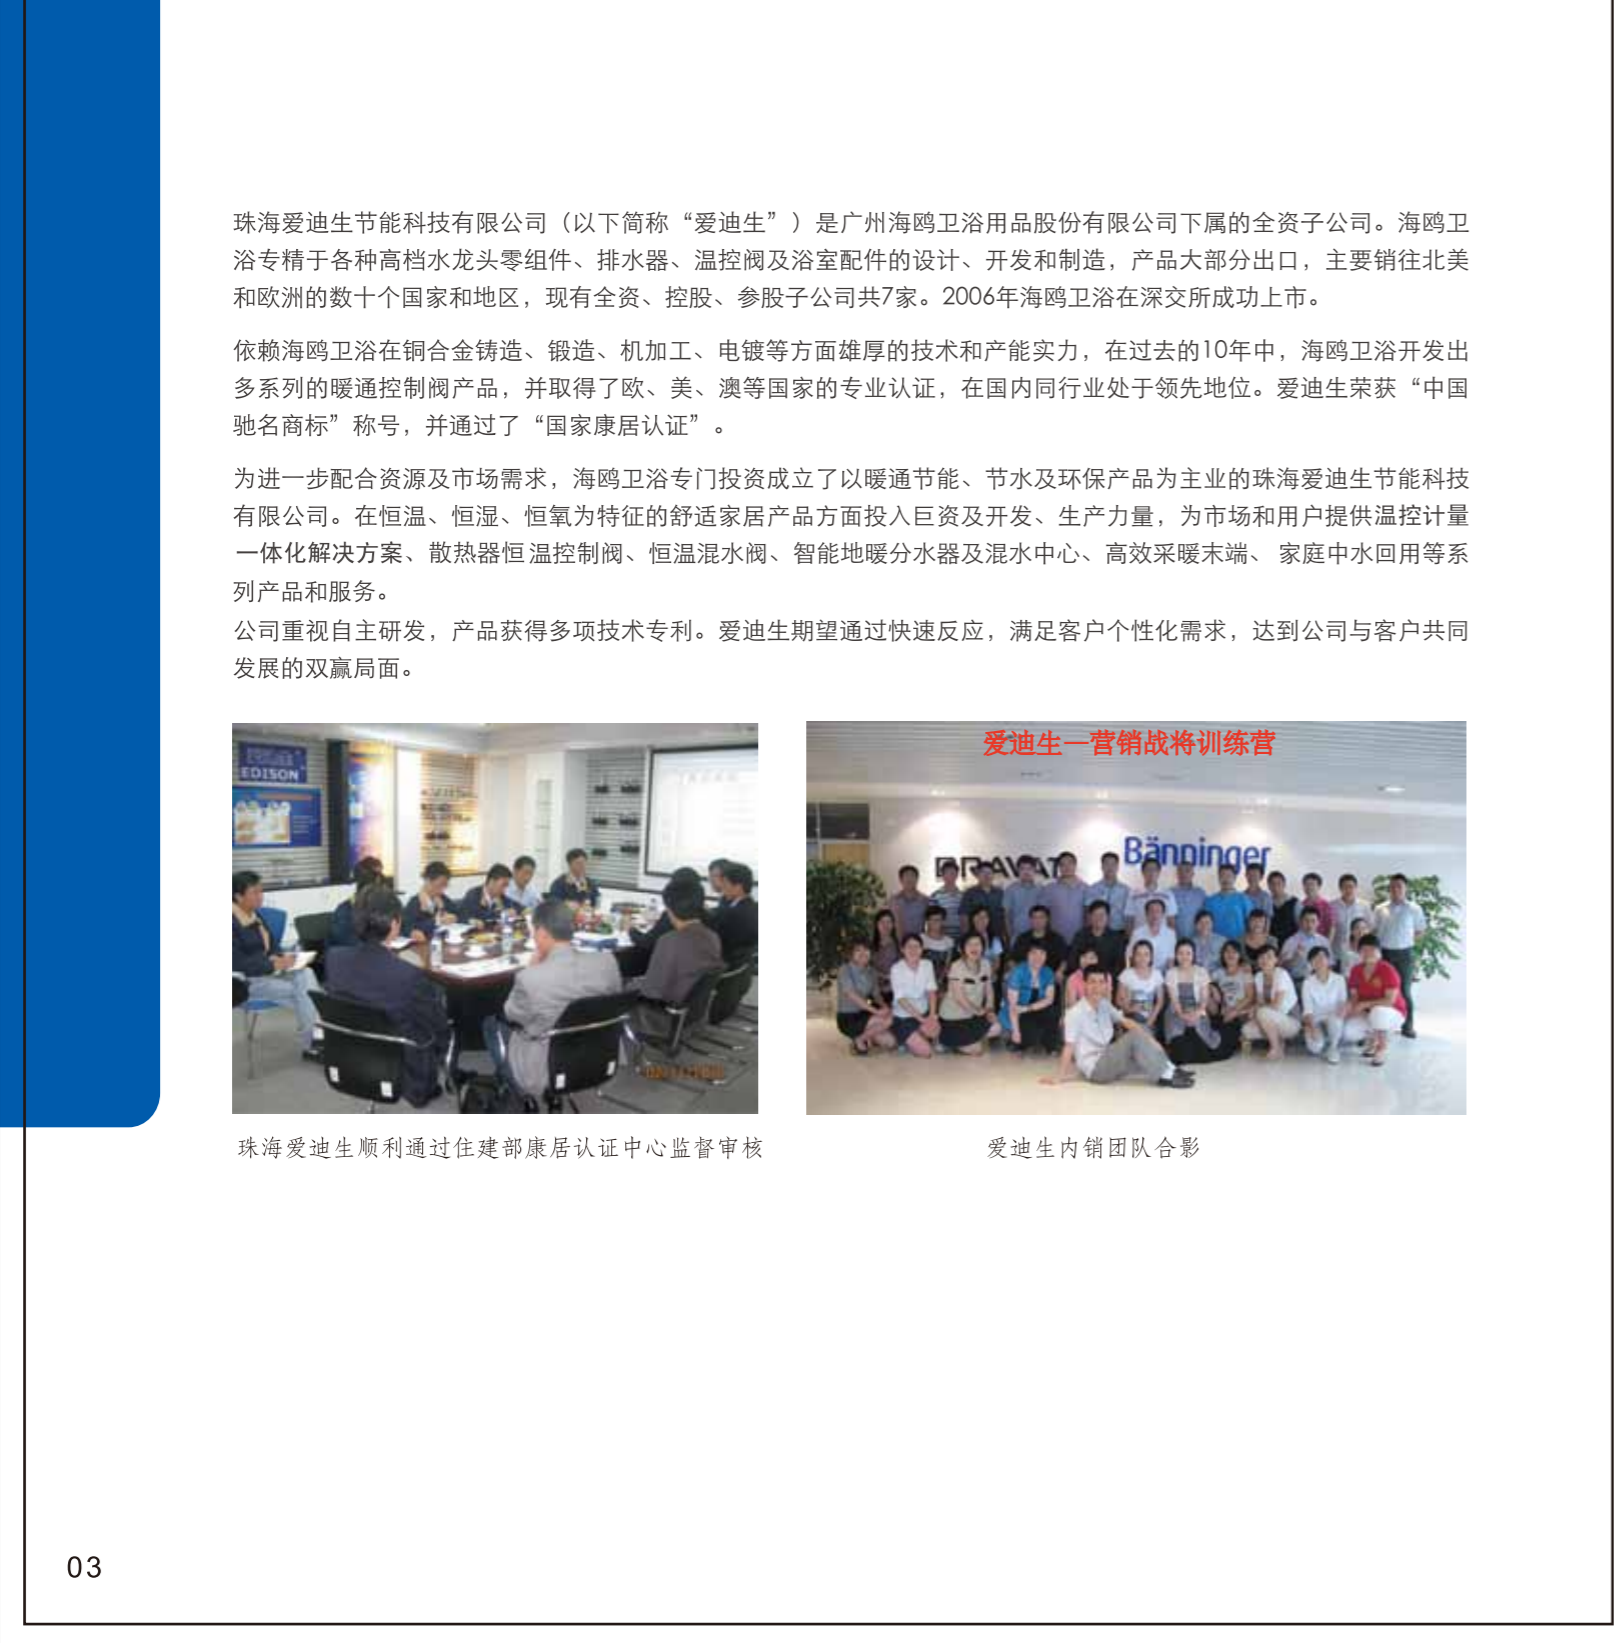 珠海爱迪生节能科技有限公司（以下简称“爱迪生”）是广州海鸥卫浴用品股份有限公司下属的全资子公司。海鸥卫
浴专精于各种高档水龙头零组件、排水器、温控阀及浴室配件的设计、开发和制造，产品大部分出口，主要销往北美
和欧洲的数十个国家和地区，现有全资、控股、参股子公司共7家。2006年海鸥卫浴在深交所成功上市。
依赖海鸥卫浴在铜合金铸造、锻造、机加工、电镀等方面雄厚的技术和产能实力，在过去的10年中，海鸥卫浴开发出
多系列的暖通控制阀产品，并取得了欧、美、澳等国家的专业认证，在国内同行业处于领先地位。爱迪生荣获“中国
驰名商标”称号，并通过了“国家康居认证”。
为进一步配合资源及市场需求，海鸥卫浴专门投资成立了以暖通节能、节水及环保产品为主业的珠海爱迪生节能科技
有限公司。在恒温、恒湿、恒氧为特征的舒适家居产品方面投入巨资及开发、生产力量，为市场和用户提供温控计量
一体化解决方案、散热器恒温控制阀、恒温混水阀、智能地暖分水器及混水中心、高效采暖末端、 家庭中水回用等系
列产品和服务。
公司重视自主研发，产品获得多项技术专利。爱迪生期望通过快速反应，满足客户个性化需求，达到公司与客户共同
发展的双赢局面。
EDISON
爱迪生—营销战将训练营
Bänninger
BRAVAT
珠海爱迪生顺利通过住建部康居认证中心监督审核
爱迪生内销团队合影
03